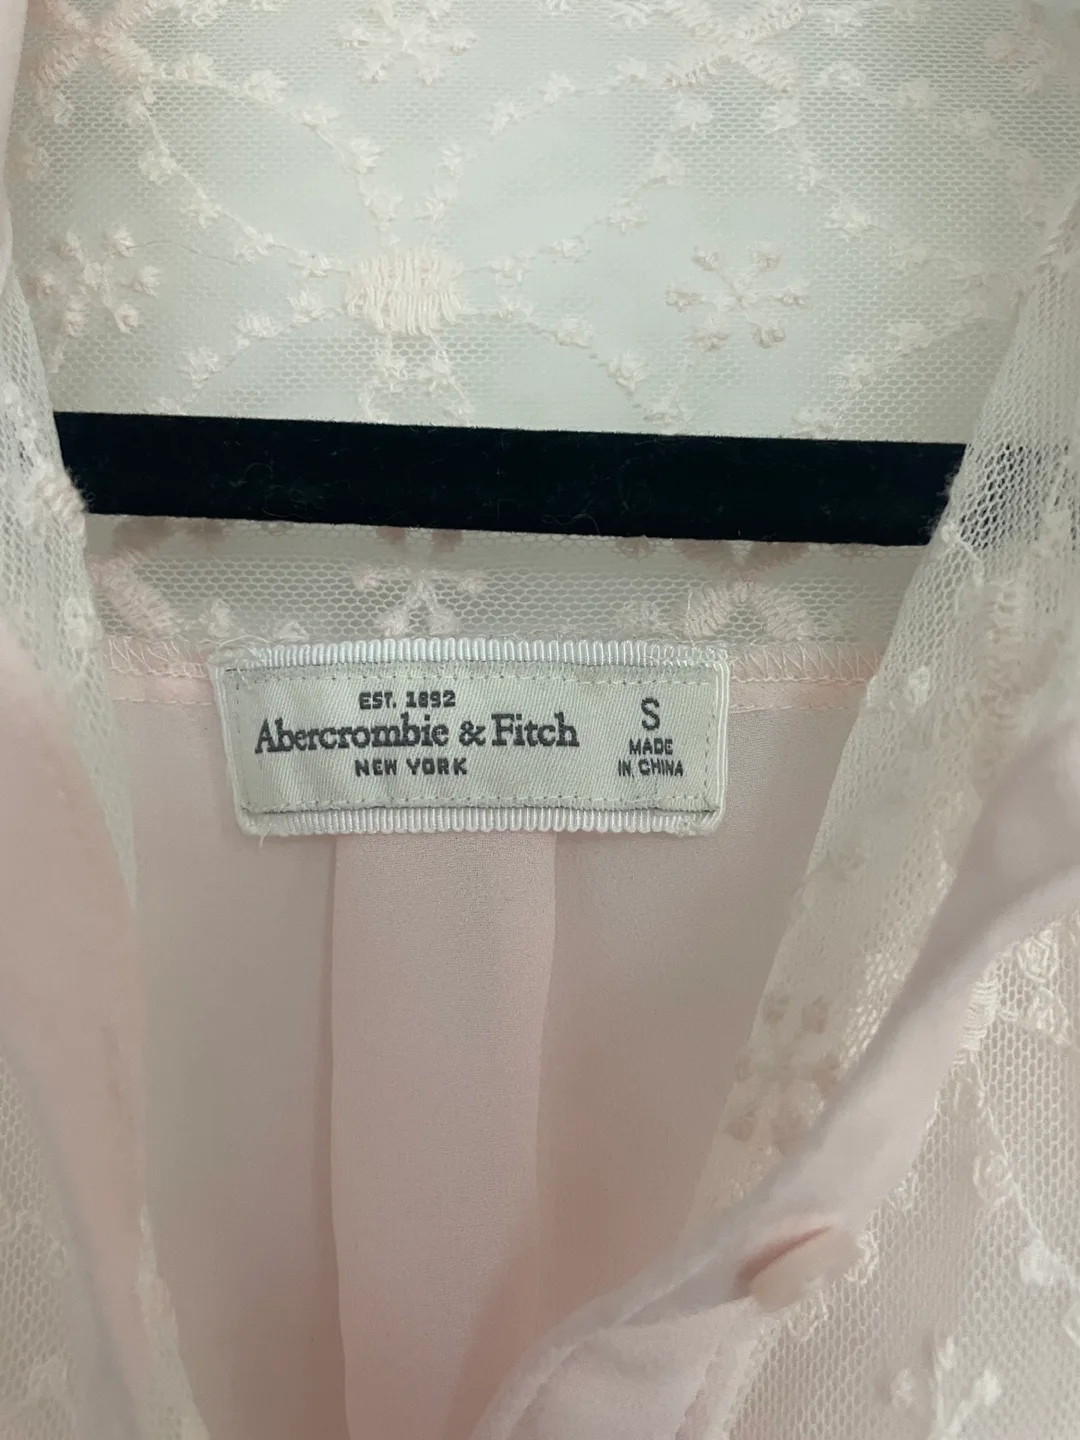 EST. 1892
Abercrombie & Fitch
NEW YORK
S
MADE
IN CHINA